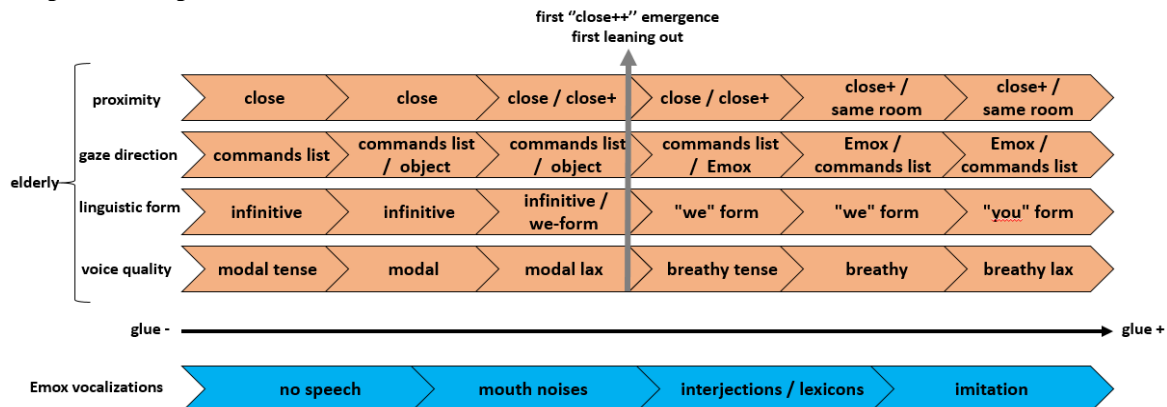 first "close++" emergence
first leaning out
elderly
proximity
close
close
close / close+
close / close+
close+ /
same room
close+ /
same room
gaze direction
commands list
commands list
/ object
commands list
/ object
commands list
/ Emox
Emox /
commands list
Emox /
commands list
linguistic form
infinitive
infinitive
infinitive /
we-form
"we" form
"we" form
"you" form
voice quality
modal tense
modal
modal lax
breathy tense
breathy
breathy lax
glue -
glue +
Emox vocalizations
no speech
mouth noises
interjections / lexicons
imitation